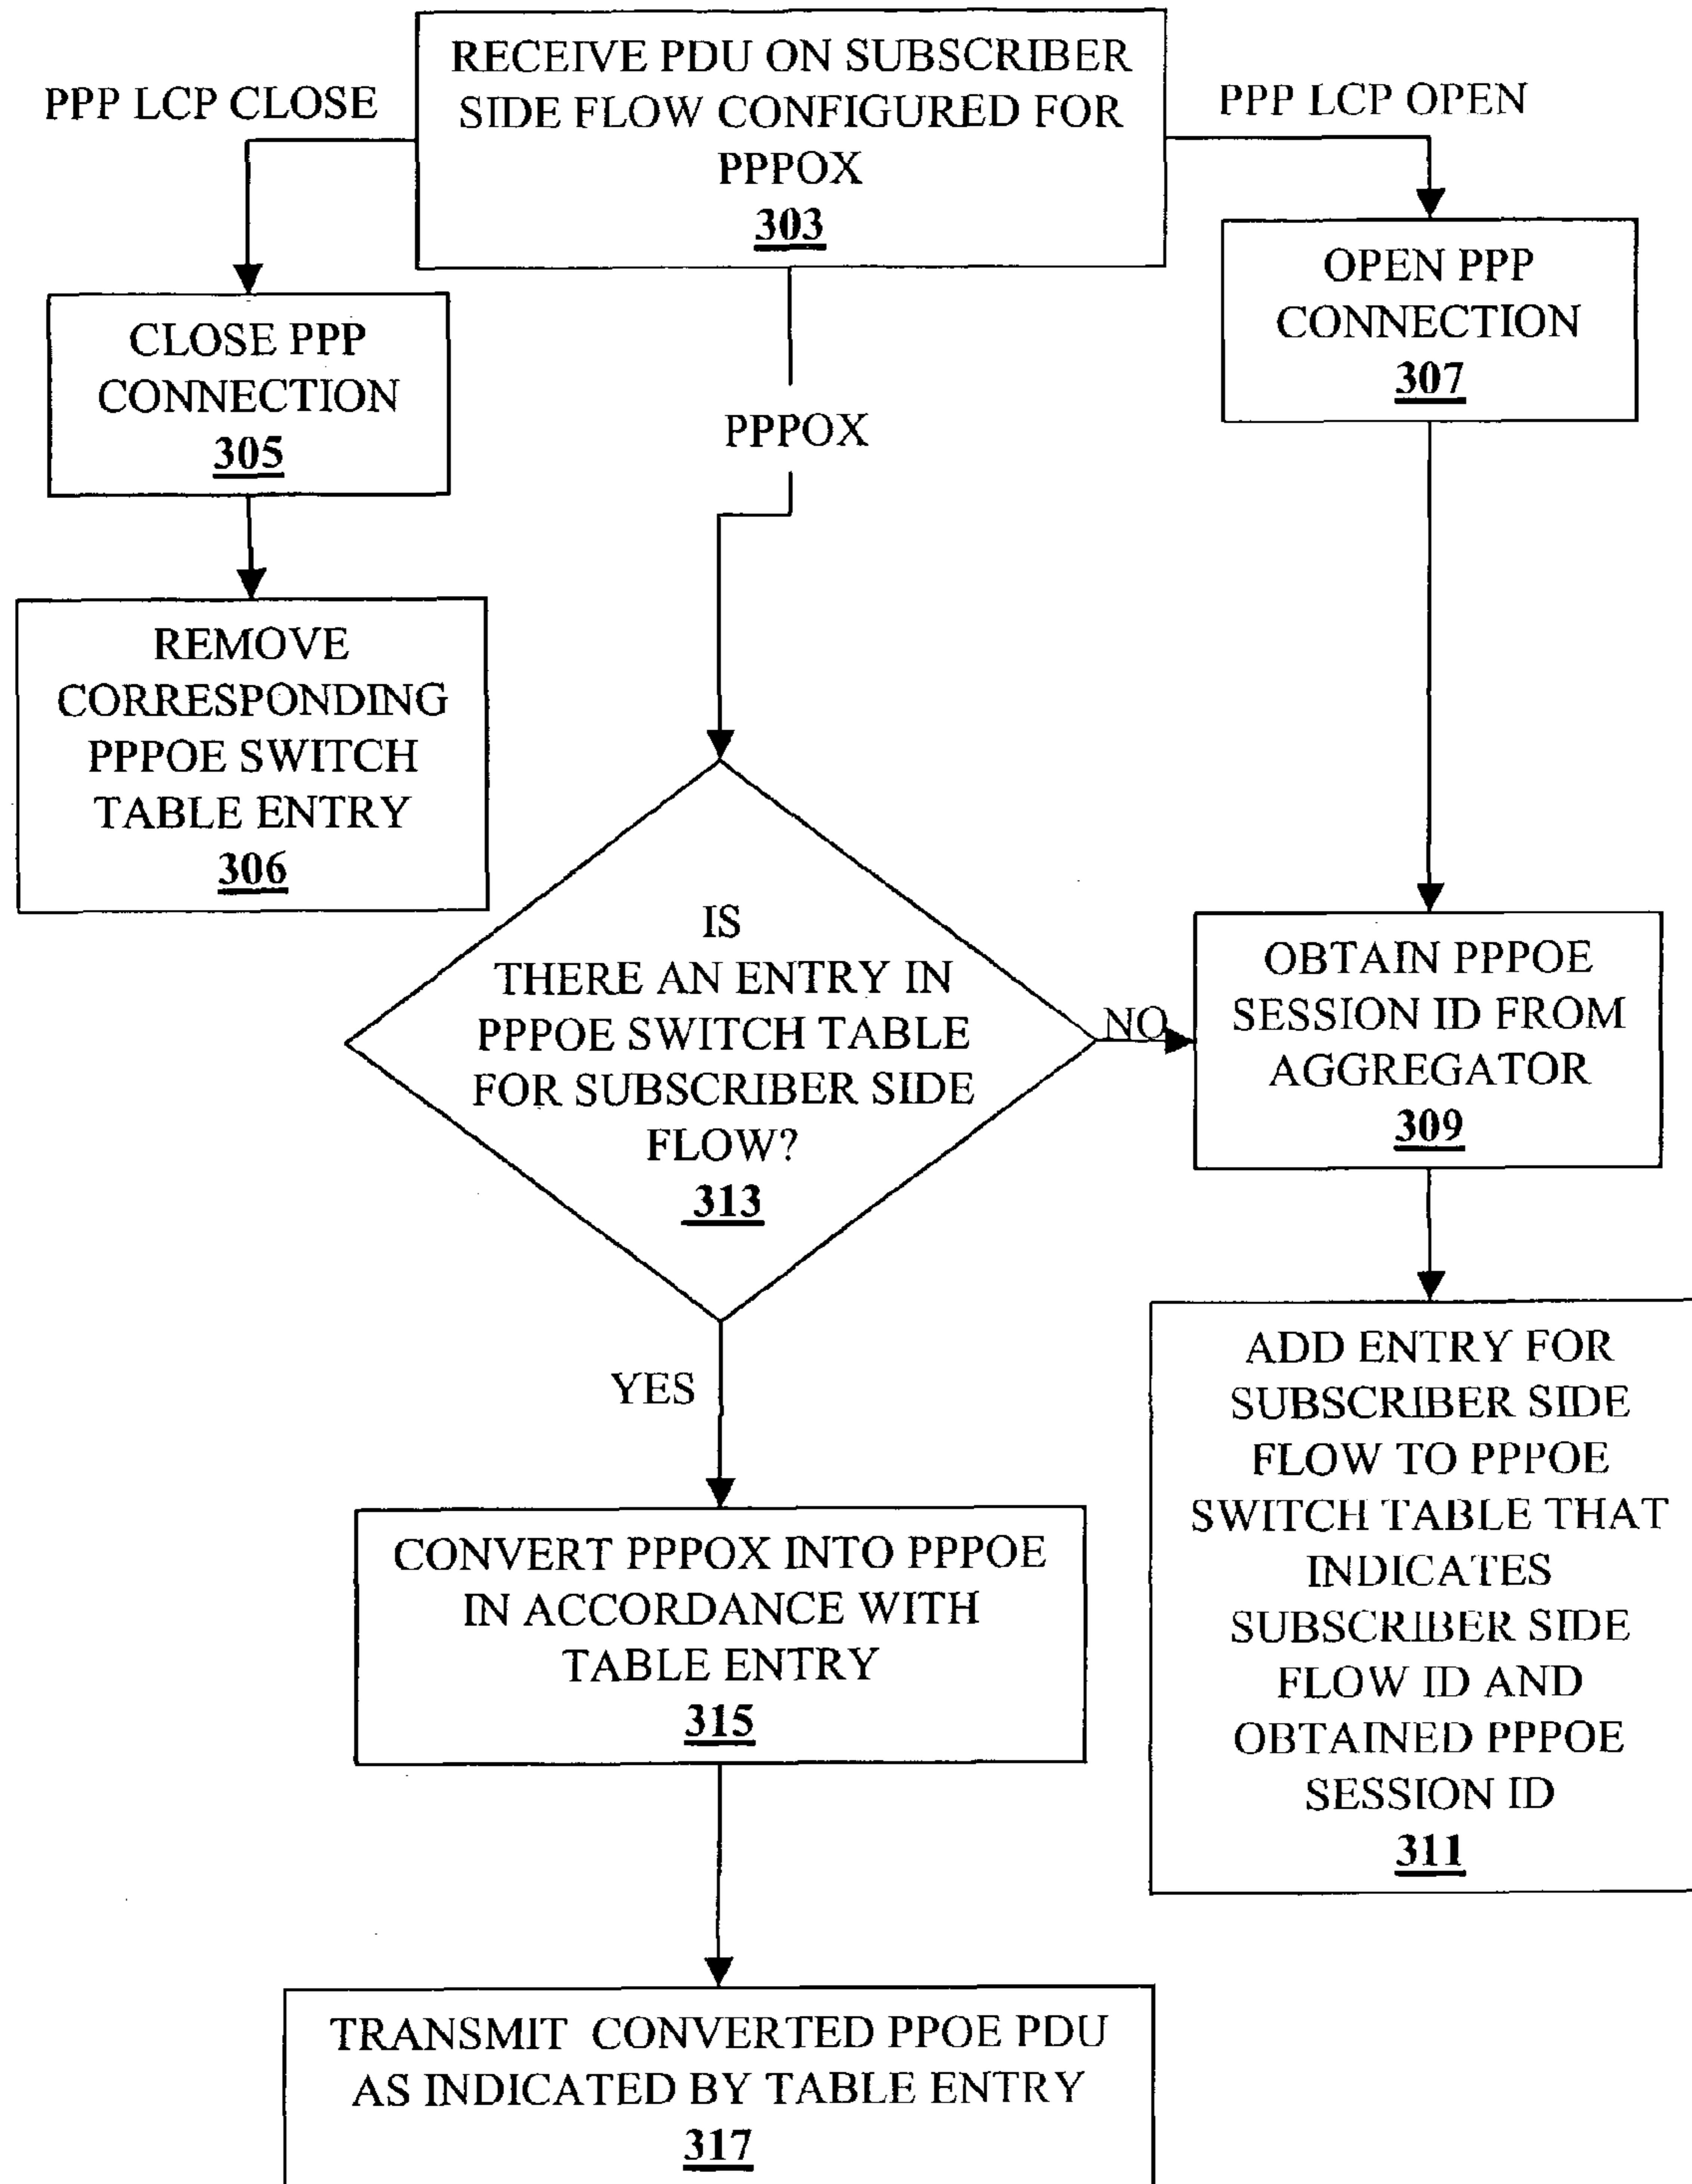 RECEIVE PDU ON SUBSCRIBER
SIDE FLOW CONFIGURED FOR
PPPOX
303
PPP LCP CLOSE
PPP LCP OPEN
CLOSE PPP
CONNECTION
305
PPPOX
OPEN PPP
CONNECTION
307
REMOVE
CORRESPONDING
PPPOE SWITCH
TABLE ENTRY
306
IS
THERE AN ENTRY IN
PPPOE SWITCH TABLE
FOR SUBSCRIBER SIDE
FLOW?
313
NO
OBTAIN PPPOE
SESSION ID FROM
AGGREGATOR
309
YES
ADD ENTRY FOR
SUBSCRIBER SIDE
FLOW TO PPPOE
SWITCH TABLE THAT
INDICATES
SUBSCRIBER SIDE
FLOW ID AND
OBTAINED PPPOE
SESSION ID
311
CONVERT PPPOX INTO PPPOE
IN ACCORDANCE WITH
TABLE ENTRY
315
TRANSMIT CONVERTED PPOE PDU
AS INDICATED BY TABLE ENTRY
317